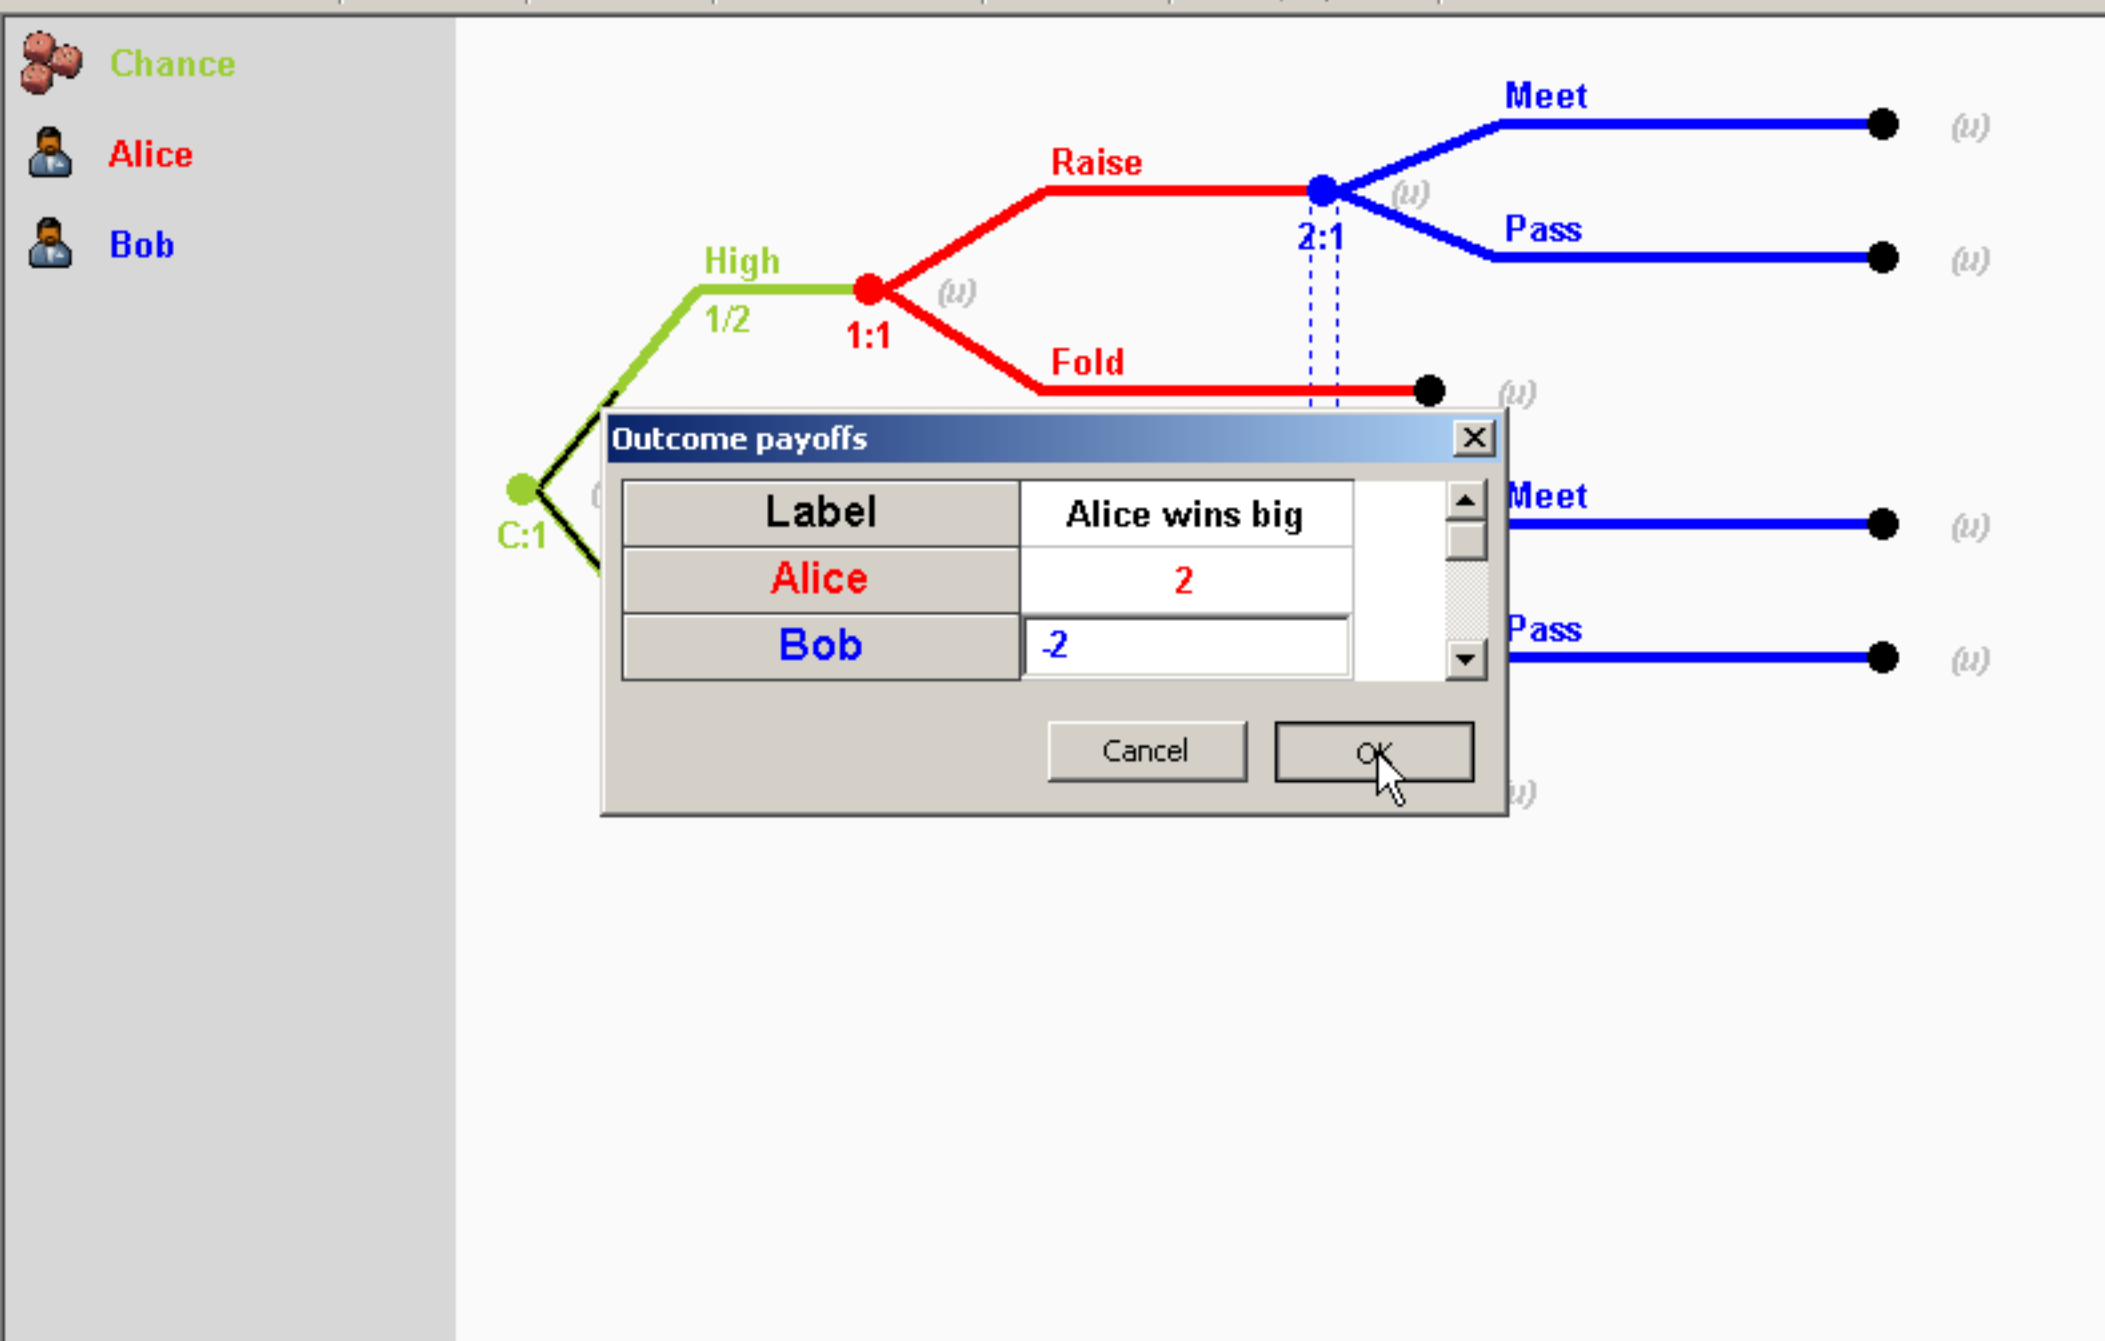 Chance
Alice
Bob
Meet
(u)
Raise
(u)
2:1
Pass
(u)
High
1/2
(u)
1:1
Fold
(u)
Outcome payoffs
Label
Alice wins big
Alice
2
Bob
-2
Cancel
OK
C:1
Meet
(u)
Pass
(u)
u)